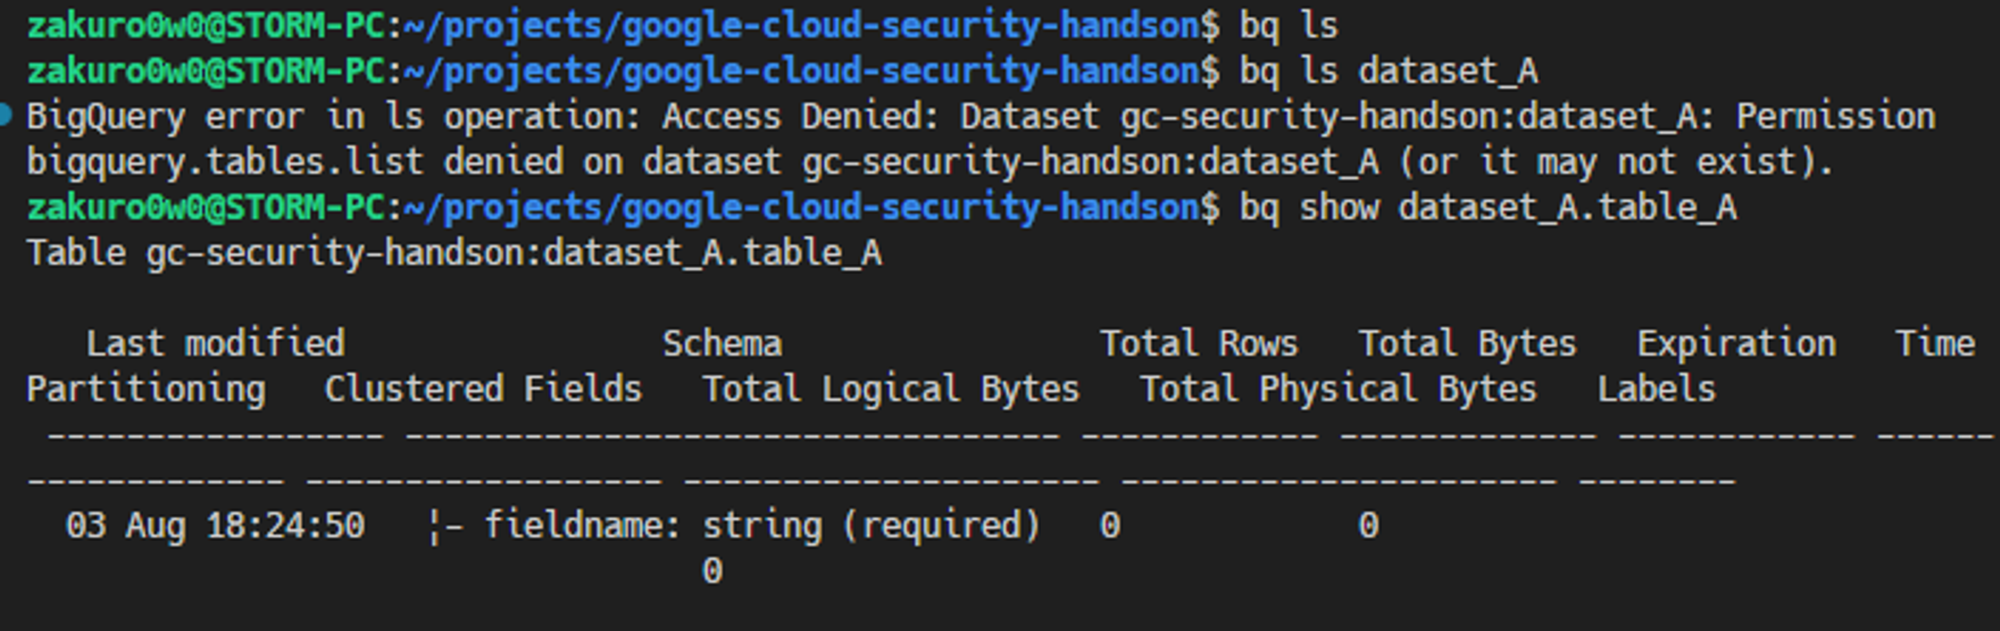 zakuro0w0@STORM-PC:~/projects/google-cloud-security-handson$ bq ls
zakuro0w0@STORM-PC:~/projects/google-cloud-security-handson$ bq ls dataset_A
BigQuery error in ls operation: Access Denied: Dataset gc-security-handson:dataset_A: Permission
bigquery.tables.list denied on dataset gc-security-handson:dataset_A (or it may not exist).
zakuro0w0@STORM-PC:~/projects/google-cloud-security-handson$ bq show dataset_A.table_A
Table gc-security-handson:dataset_A.table_A
Last modified Schema Total Rows Total Bytes Expiration Time
Partitioning Clustered Fields Total Logical Bytes Total Physical Bytes Labels
----------------- --------------------------------- ------------ ------------- ------------ ------
------------- ------------------ --------------------- ---------------------- --------
03 Aug 18:24:50 ¦- fieldname: string (required) 0 0
0